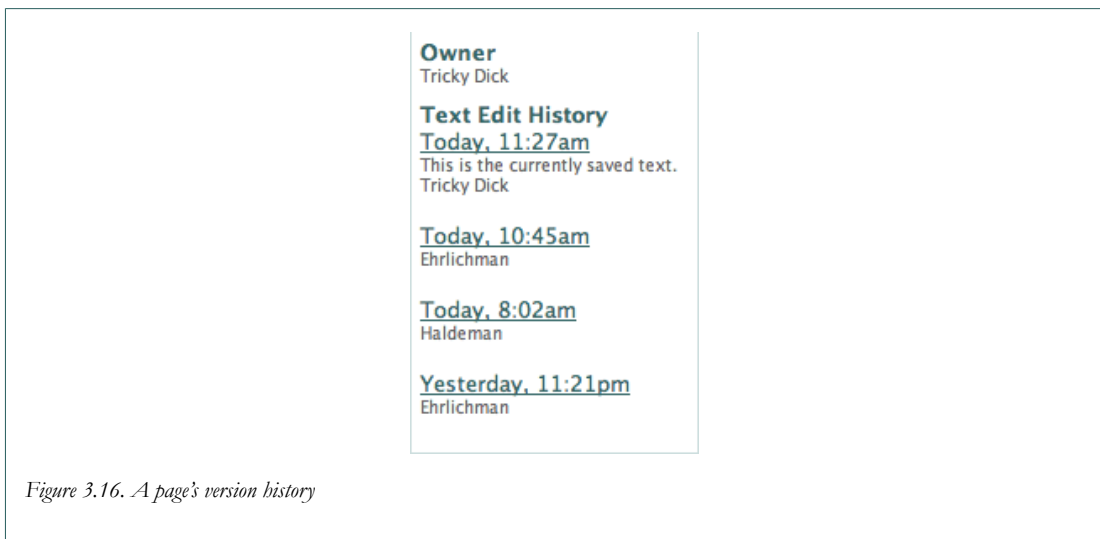 Owner
Tricky Dick
Text Edit History
Today, 11:27am
This is the currently saved text.
Tricky Dick
Today, 10:45am
Ehrlichman
Today, 8:02am
Haldeman
Yesterday, 11:21pm
Ehrlichman
Figure 3.16. A page's version history